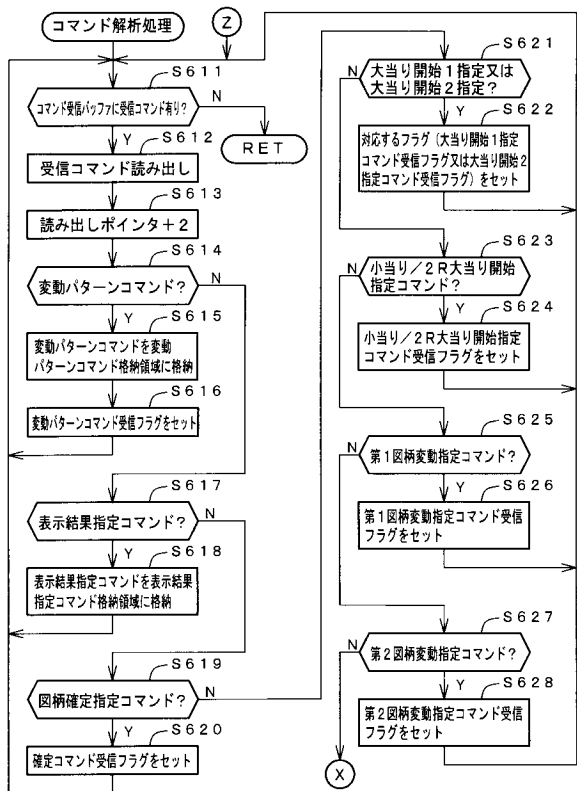 コマンド解析処理
Z
S611
コマンド受信バッファに受信コマンド有り?
N
Y
RET
S612
受信コマンド読み出し
S613
読み出しポインタ+2
S614
変動パターンコマンド?
N
Y
S615
変動パターンコマンドを変動
パターンコマンド格納領域に格納
S616
変動パターンコマンド受信フラグをセット
S617
表示結果指定コマンド?
N
Y
S618
表示結果指定コマンドを表示結果
指定コマンド格納領域に格納
S619
図柄確定指定コマンド?
N
Y
S620
確定コマンド受信フラグをセット
S621
N
大当り開始1指定又は
大当り開始2指定?
Y
S622
対応するフラグ(大当り開始1指定
コマンド受信フラグ又は大当り開始2
指定コマンド受信フラグ)をセット
S623
N
小当り/2R大当り開始
指定コマンド?
Y
S624
小当り/2R大当り開始指定
コマンド受信フラグをセット
S625
N
第1図柄変動指定コマンド?
Y
S626
第1図柄変動指定コマンド受信
フラグをセット
S627
N
第2図柄変動指定コマンド?
Y
S628
第2図柄変動指定コマンド受信
フラグをセット
X